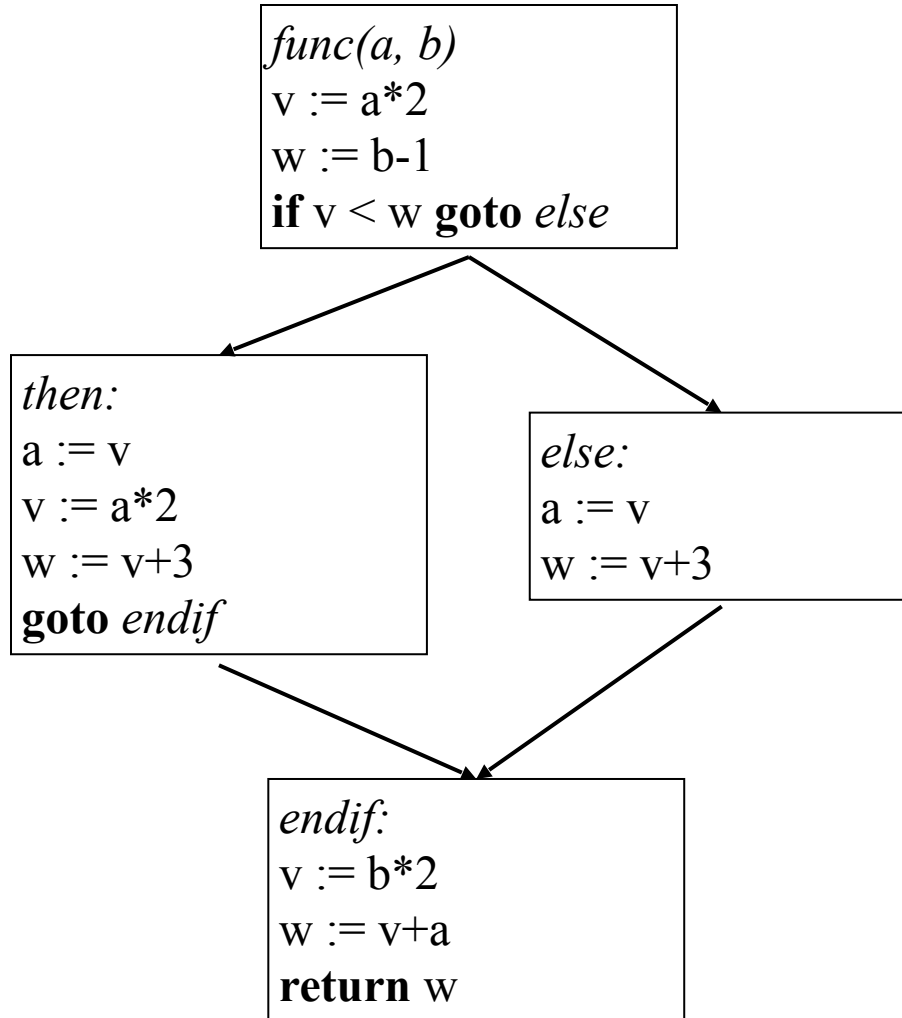 func(a, b)
v := a*2
w := b-1
if v < w goto else
then:
a := v
v := a*2
w := v+3
goto endif
else:
a := v
w := v+3
endif:
v := b*2
w := v+a
return w